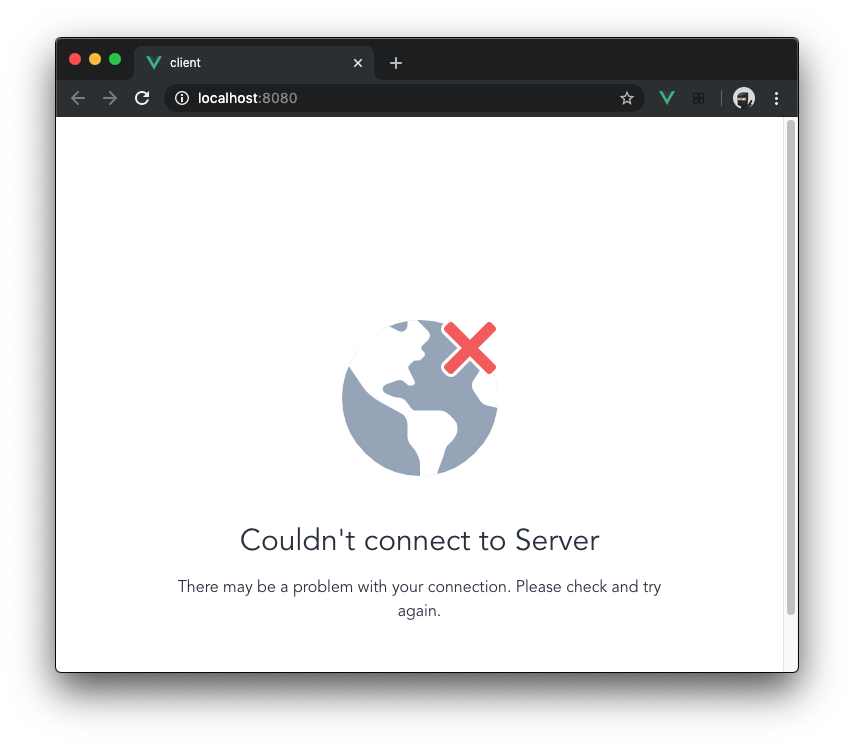 client
localhost:8080
Couldn't connect to Server
There may be a problem with your connection. Please check and try
again.